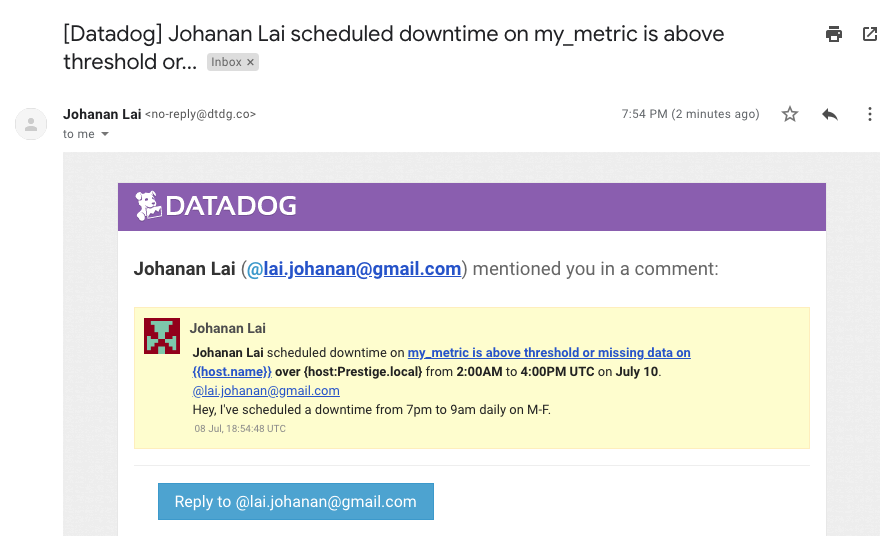 [Datadog] Johanan Lai scheduled downtime on my_metric is above
threshold or... Inbox ×
Johanan Lai <no-reply@dtdg.co> 7:54 PM (2 minutes ago)
to me
DATADOG
Johanan Lai (@lai.johanan@gmail.com) mentioned you in a comment:
Johanan Lai
Johanan Lai scheduled downtime on my_metric is above threshold or missing data on
{{host.name}} over {host:Prestige.local} from 2:00AM to 4:00PM UTC on July 10.
@lai.johanan@gmail.com
Hey, I've scheduled a downtime from 7pm to 9am daily on M-F.
08 Jul, 18:54:48 UTC
Reply to @lai.johanan@gmail.com